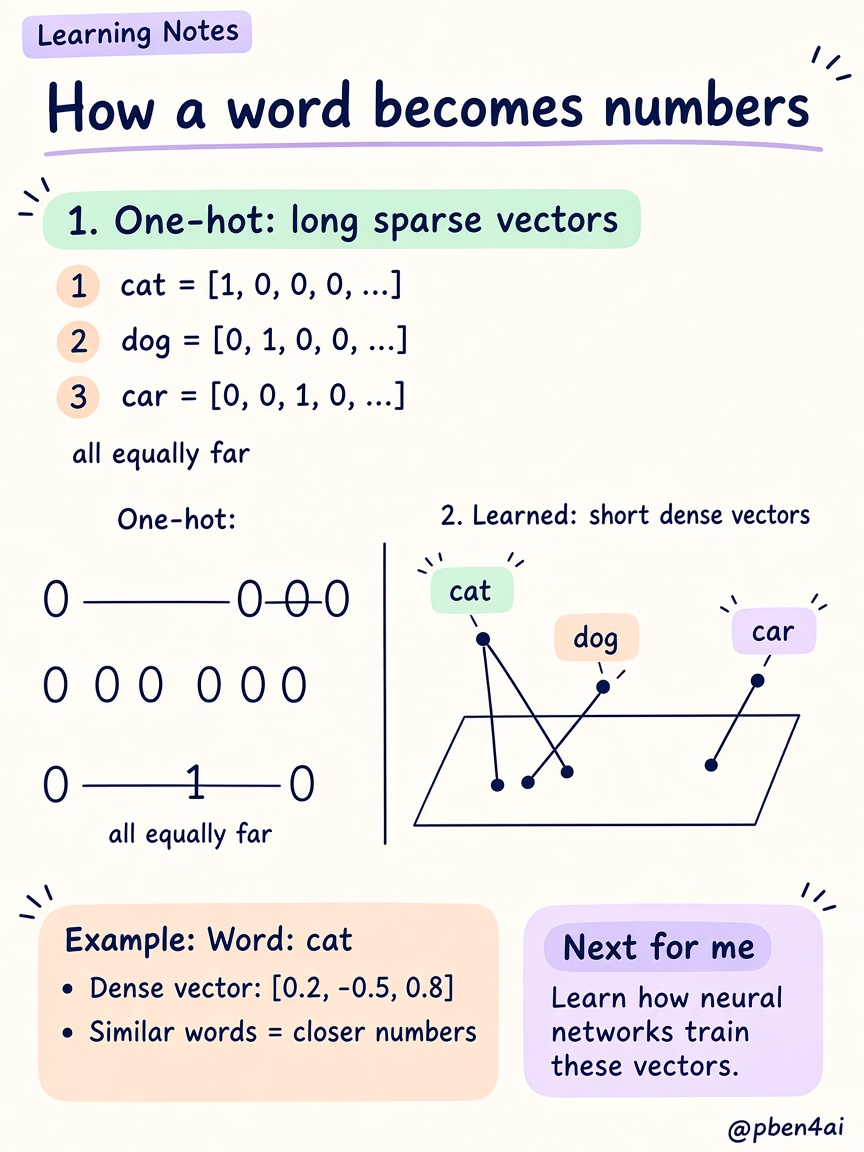 Learning Notes
How a word becomes numbers
1. One-hot: long sparse vectors
1 cat = [1, 0, 0, 0, ...]
2 dog = [0, 1, 0, 0, ...]
3 car = [0, 0, 1, 0, ...]
all equally far
One-hot:
0 0 0 0
0 0 0 0 0 0
0 1 0
all equally far
2. Learned: short dense vectors
cat
dog
car
Example: Word: cat
• Dense vector: [0.2, -0.5, 0.8]
• Similar words = closer numbers
Next for me
Learn how neural
networks train
these vectors.
@pben4ai